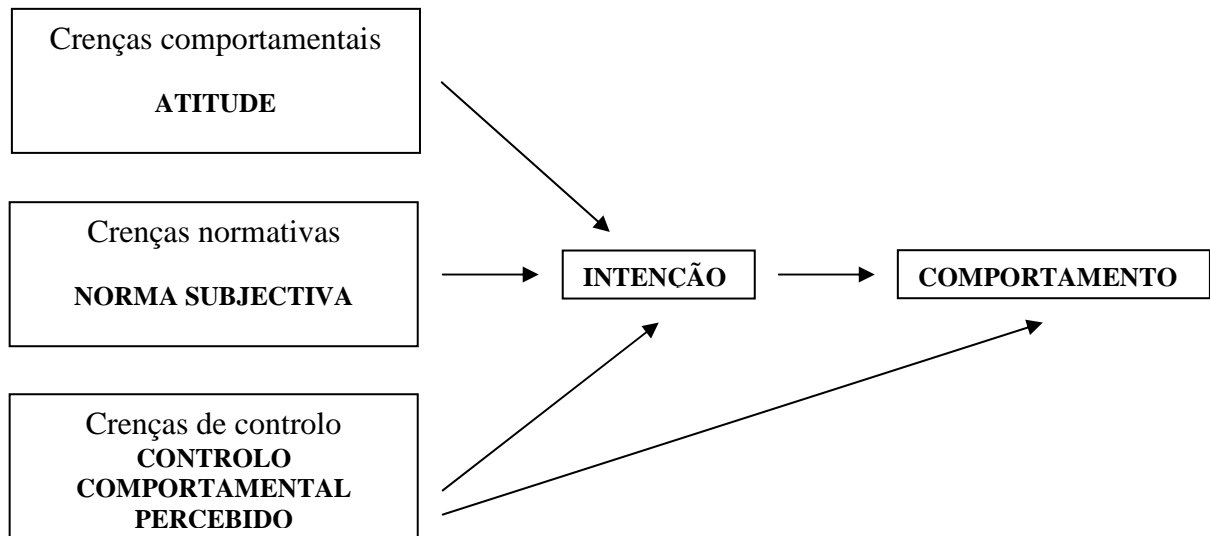 Crenças comportamentais
ATITUDE
Crenças normativas
NORMA SUBJECTIVA
INTENÇÃO
COMPORTAMENTO
Crenças de controlo
CONTROLO
COMPORTAMENTAL
PERCEBIDO